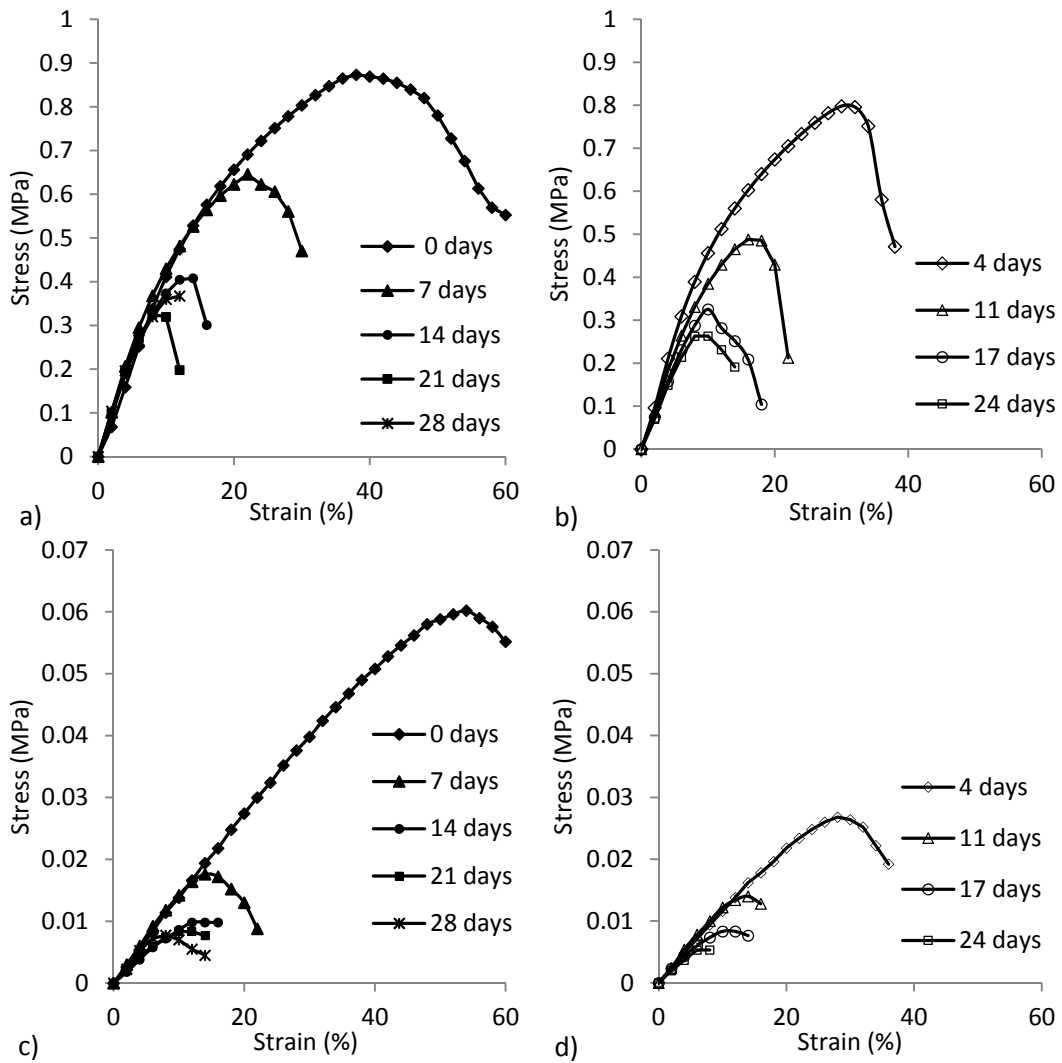 1
0.9
0.8
0.7
0.6
0.5
0.4
0.3
0.2
0.1
0
Stress (MPa)
0 days
7 days
14 days
21 days
28 days
0 20 40 60
Strain (%)
a)
1
0.9
0.8
0.7
0.6
0.5
0.4
0.3
0.2
0.1
0
Stress (MPa)
4 days
11 days
17 days
24 days
0 20 40 60
Strain (%)
b)
0.07
0.06
0.05
0.04
0.03
0.02
0.01
0
Stress (MPa)
0 days
7 days
14 days
21 days
28 days
0 20 40 60
Strain (%)
c)
0.07
0.06
0.05
0.04
0.03
0.02
0.01
0
Stress (MPa)
4 days
11 days
17 days
24 days
0 20 40 60
Strain (%)
d)